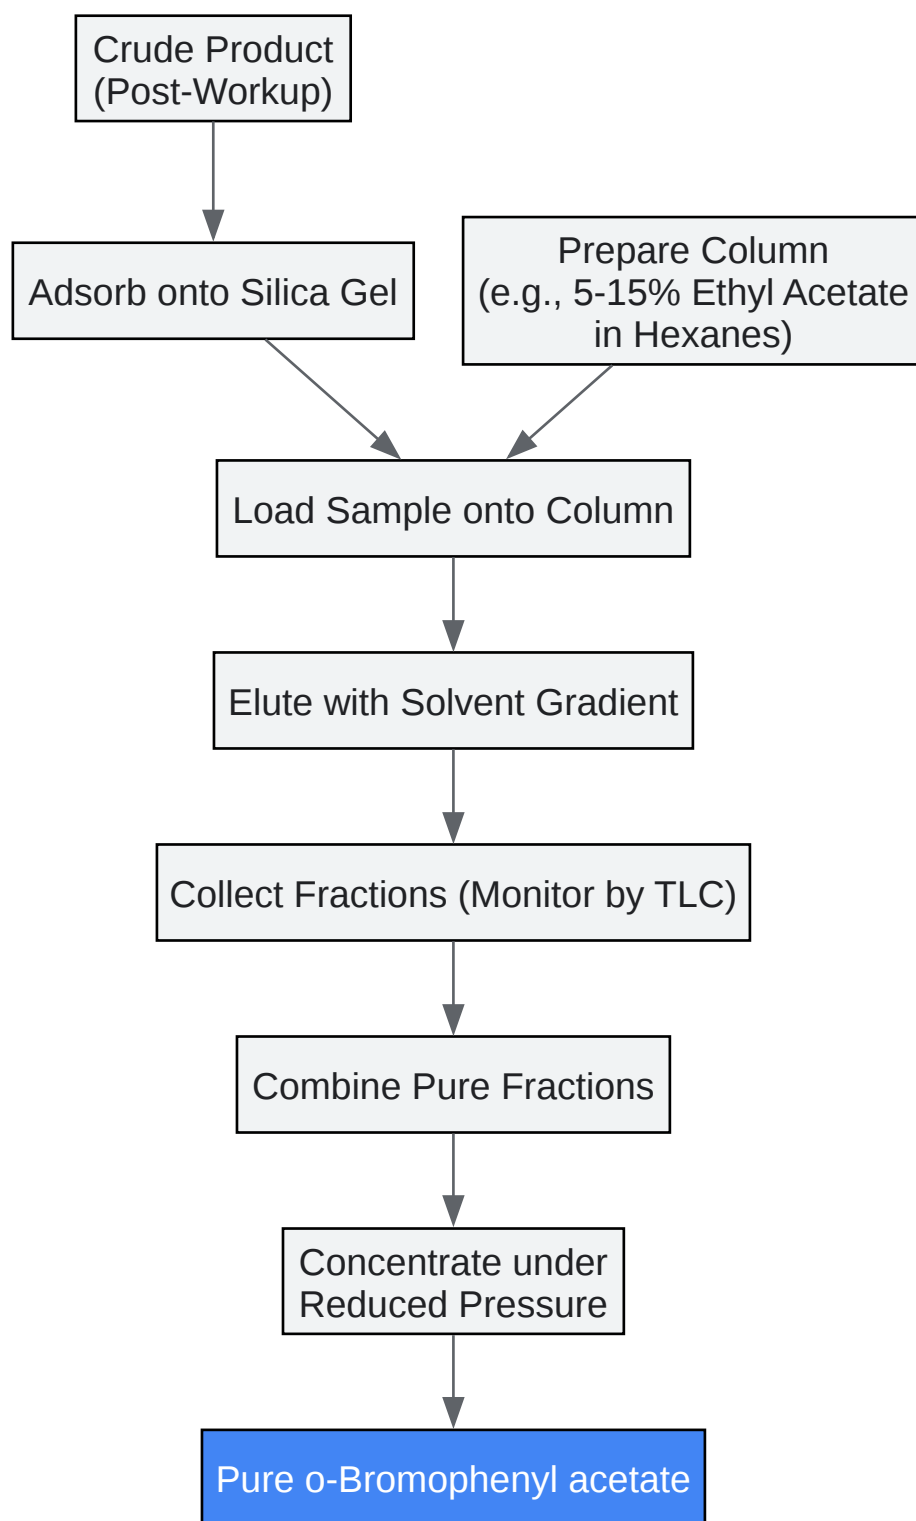 Crude Product
(Post-Workup)
Adsorb onto Silica Gel
Prepare Column
(e.g., 5-15% Ethyl Acetate
in Hexanes)
Load Sample onto Column
Elute with Solvent Gradient
Collect Fractions (Monitor by TLC)
Combine Pure Fractions
Concentrate under
Reduced Pressure
Pure o-Bromophenyl acetate